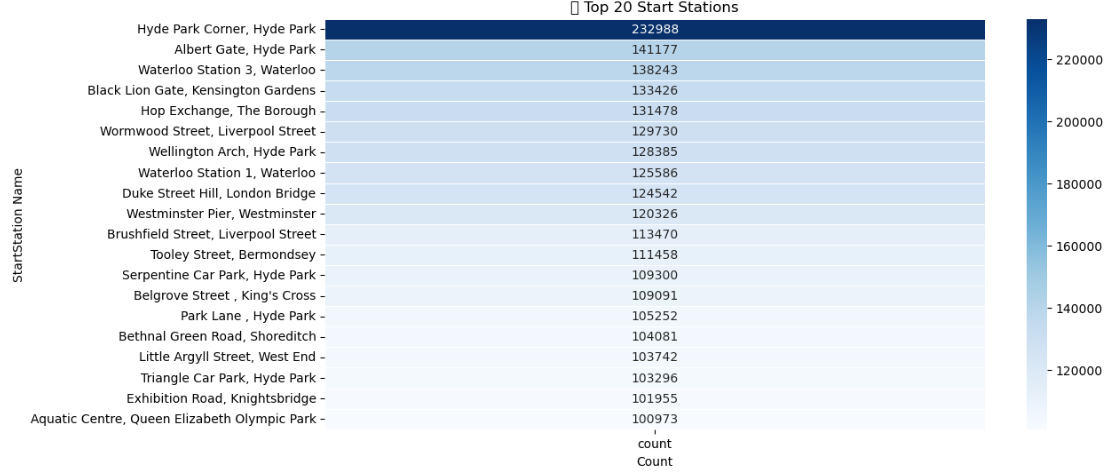 ▯ Top 20 Start Stations
StartStation Name
Hyde Park Corner, Hyde Park 232988
Albert Gate, Hyde Park 141177
Waterloo Station 3, Waterloo 138243
Black Lion Gate, Kensington Gardens 133426
Hop Exchange, The Borough 131478
Wormwood Street, Liverpool Street 129730
Wellington Arch, Hyde Park 128385
Waterloo Station 1, Waterloo 125586
Duke Street Hill, London Bridge 124542
Westminster Pier, Westminster 120326
Brushfield Street, Liverpool Street 113470
Tooley Street, Bermondsey 111458
Serpentine Car Park, Hyde Park 109300
Belgrove Street , King's Cross 109091
Park Lane , Hyde Park 105252
Bethnal Green Road, Shoreditch 104081
Little Argyll Street, West End 103742
Triangle Car Park, Hyde Park 103296
Exhibition Road, Knightsbridge 101955
Aquatic Centre, Queen Elizabeth Olympic Park 100973
count
Count
220000
200000
180000
160000
140000
120000